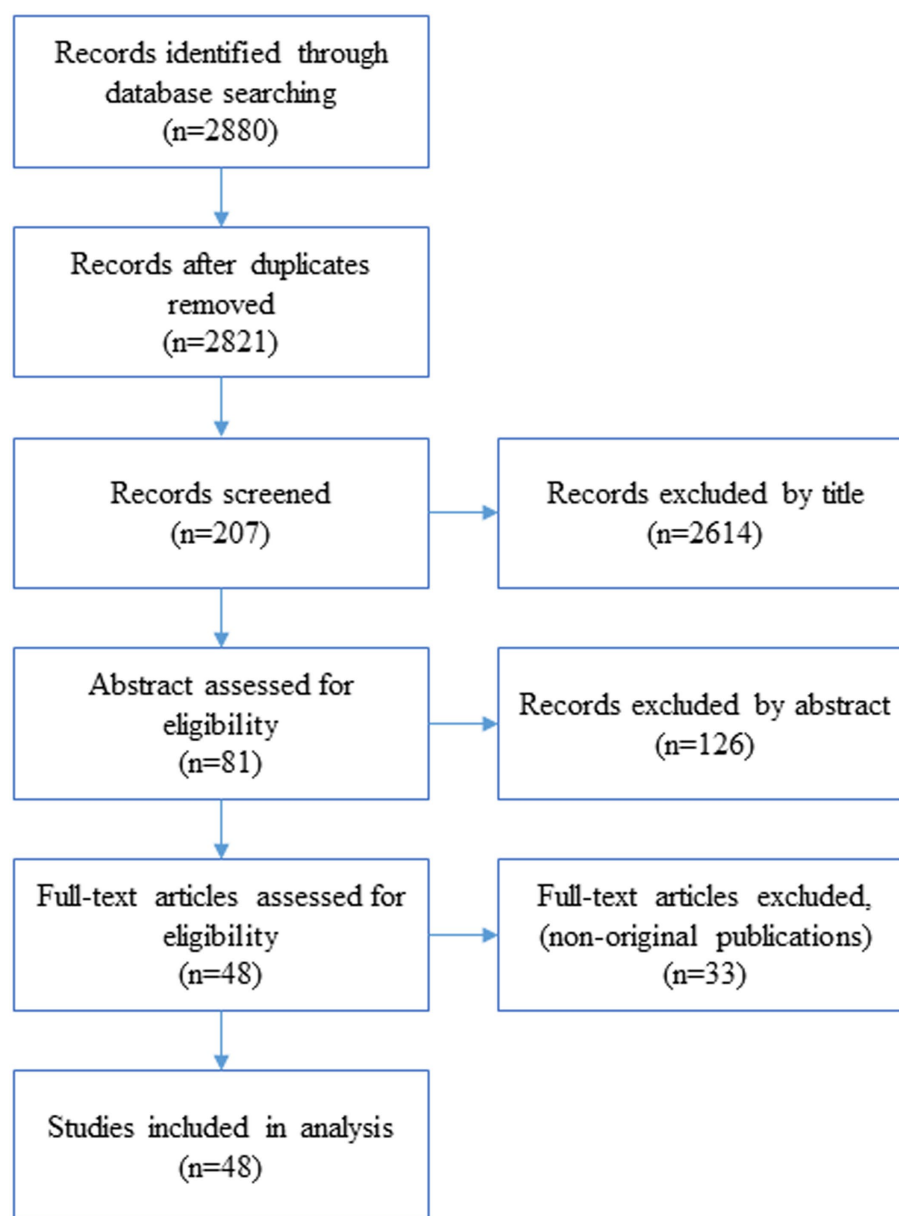 Records identified through
database searching
(n=2880)
Records after duplicates
removed
(n=2821)
Records screened
(n=207)
Records excluded by title
(n=2614)
Abstract assessed for
eligibility
(n=81)
Records excluded by abstract
(n=126)
Full-text articles assessed for
eligibility
(n=48)
Full-text articles excluded,
(non-original publications)
(n=33)
Studies included in analysis
(n=48)